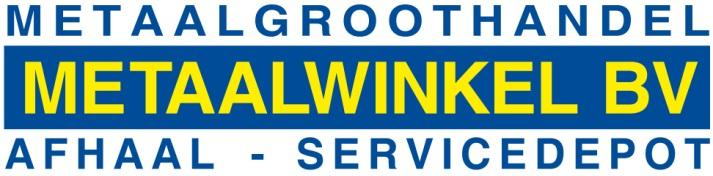 METAALGROOTHANDEL
METAALWINKEL BV
AFHAAL - SERVICEDEPOT